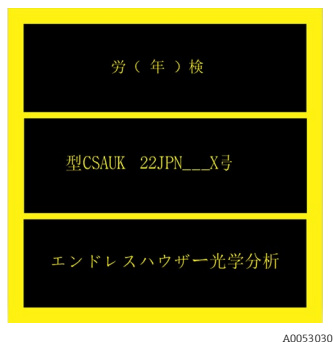 労（ 年 ）検
型CSAUK 22JPN___X号
エンドレスハウザー光学分析
A0053030